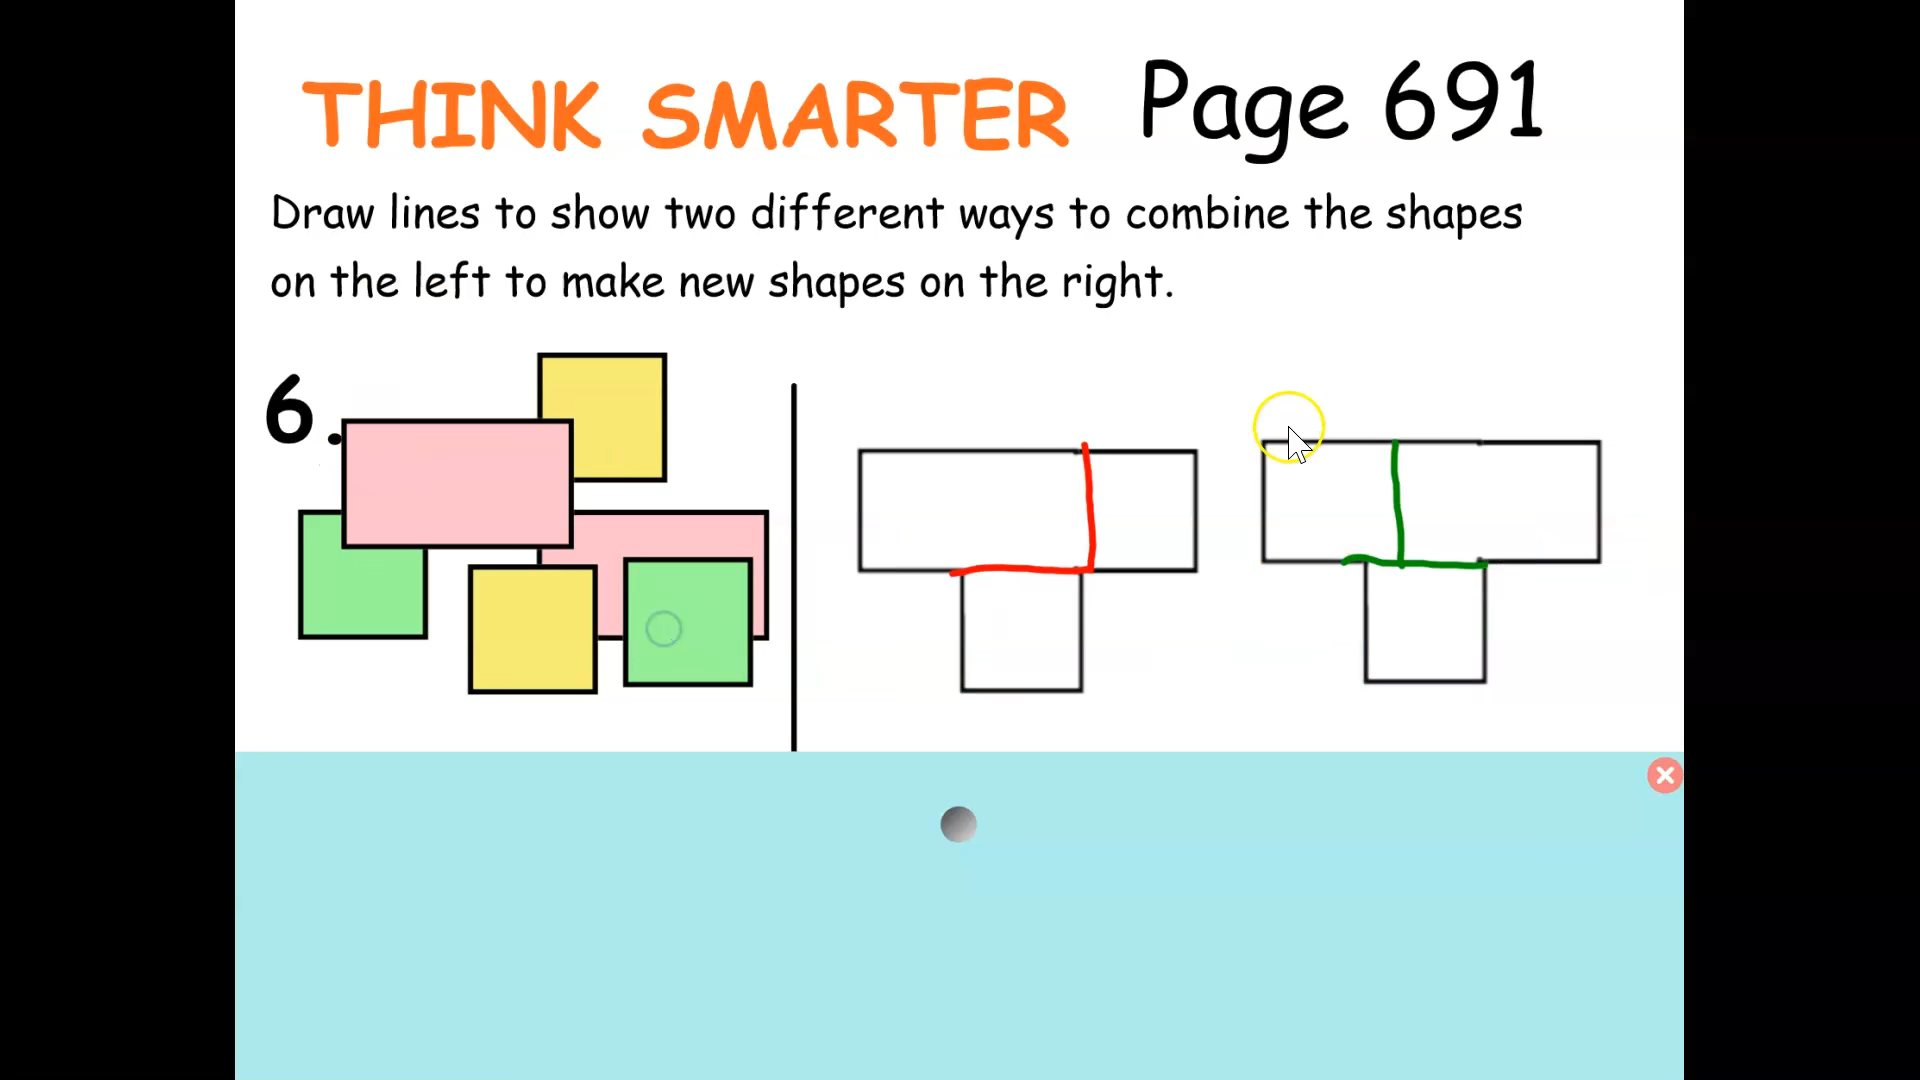 THINK SMARTER Page 691
Draw lines to show two different ways to combine the shapes
on the left to make new shapes on the right.
6.